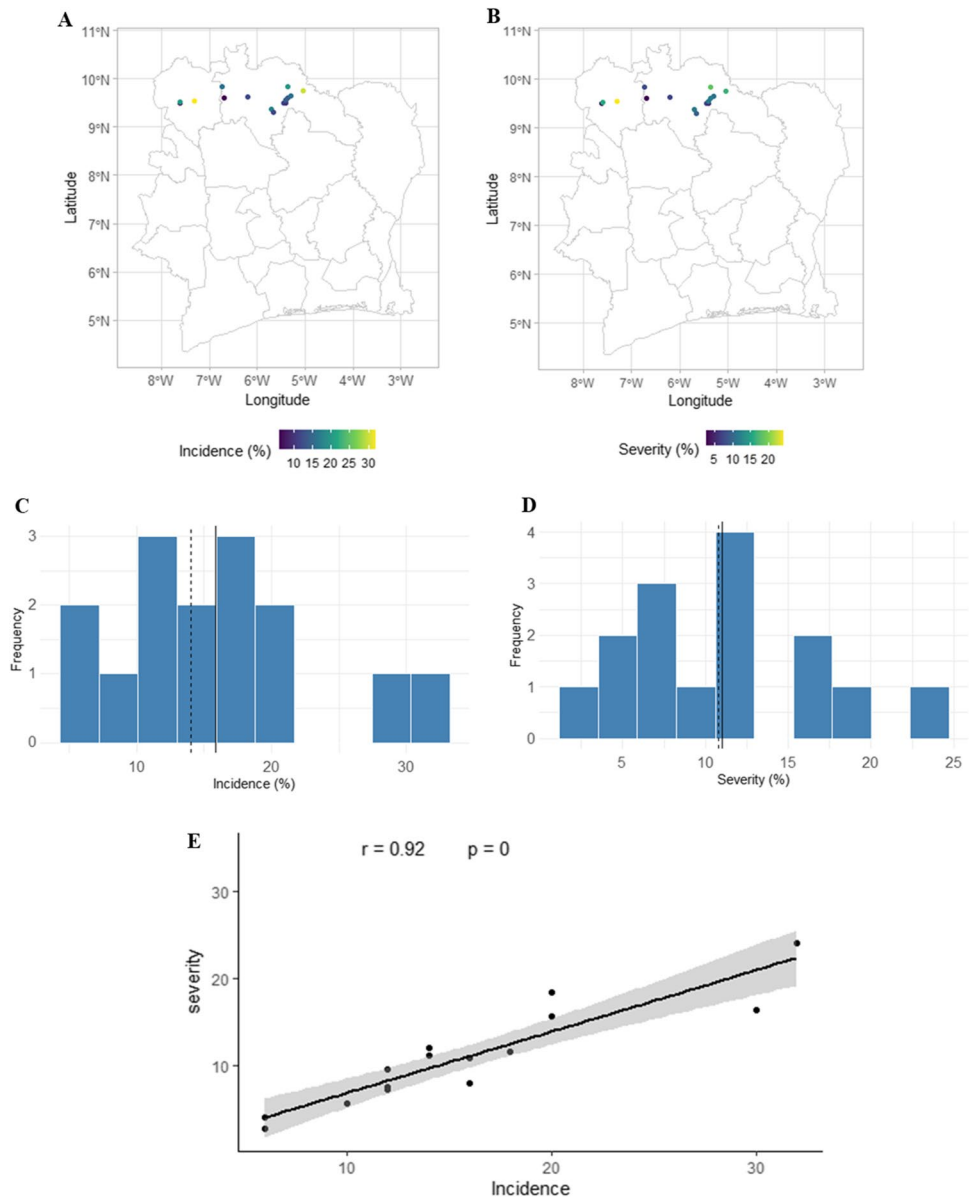 A
B
11°N
10°N
9°N
8°N
7°N
6°N
5°N
Latitude
8°W 7°W 6°W 5°W 4°W 3°W
Longitude
Incidence (%)
10 15 20 25 30
11°N
10°N
9°N
8°N
7°N
6°N
5°N
Latitude
8°W 7°W 6°W 5°W 4°W 3°W
Longitude
Severity (%)
5 10 15 20
C
3
2
1
0
Frequency
10 20 30
Incidence (%)
D
4
3
2
1
0
Frequency
5 10 15 20 25
Severity (%)
E
r = 0.92 p = 0
30
20
10
severity
10 20 30
Incidence